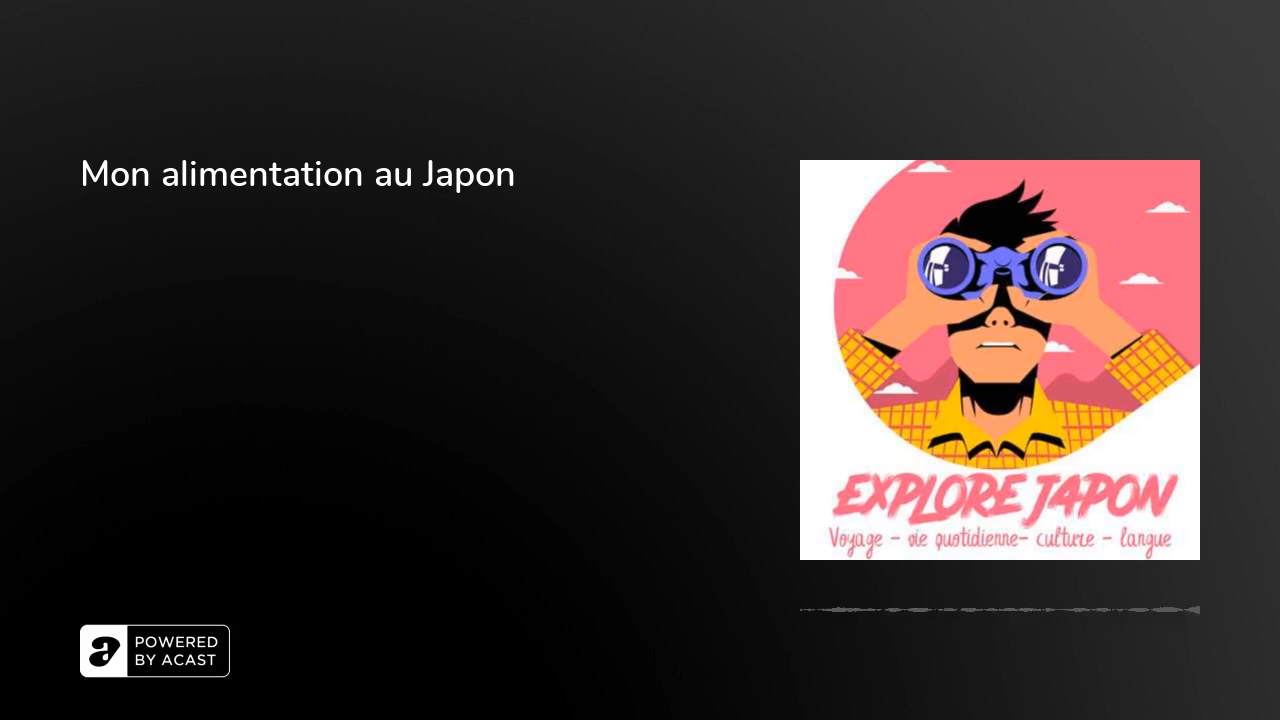 Mon alimentation au Japon
EXPLORE JAPON
Voyage - vie quotidienne- culture - langue
a POWERED
BY ACAST